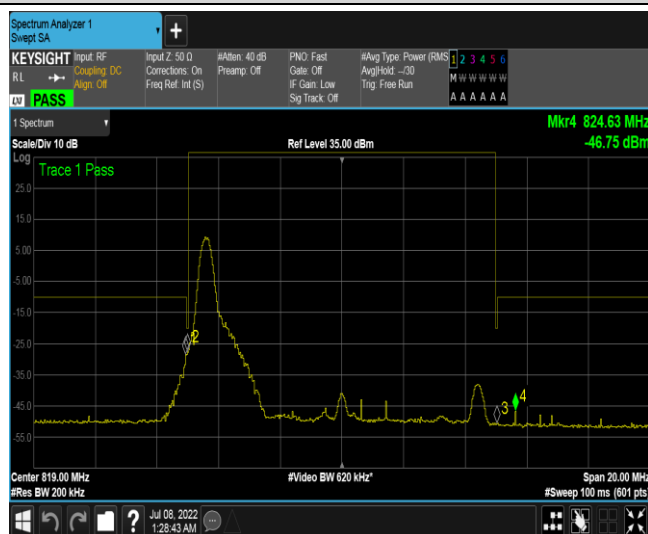 Spectrum Analyzer 1
Swept SA
+
KEYSIGHT Input: RF Input Z: 50 Ω #Atten: 40 dB PNO: Fast #Avg Type: Power (RMS 1 2 3 4 5 6
RL Coupling: DC Corrections: On Preamp: Off Gate: Off Avg|Hold: --/30 M W W W W W
Align: Off Freq Ref: Int (S) IF Gain: Low Trig: Free Run
LXI PASS Sig Track: Off A A A A A A
1 Spectrum Mkr4 824.63 MHz
Scale/Div 10 dB Ref Level 35.00 dBm -46.75 dBm
Log
Trace 1 Pass
25.0
15.0
5.00
-5.00
-15.0
-25.0 2
-35.0
-45.0 3 4
-55.0
Center 819.00 MHz #Video BW 620 kHz* Span 20.00 MHz
#Res BW 200 kHz #Sweep 100 ms (601 pts)
? Jul 08, 2022
1:28:43 AM